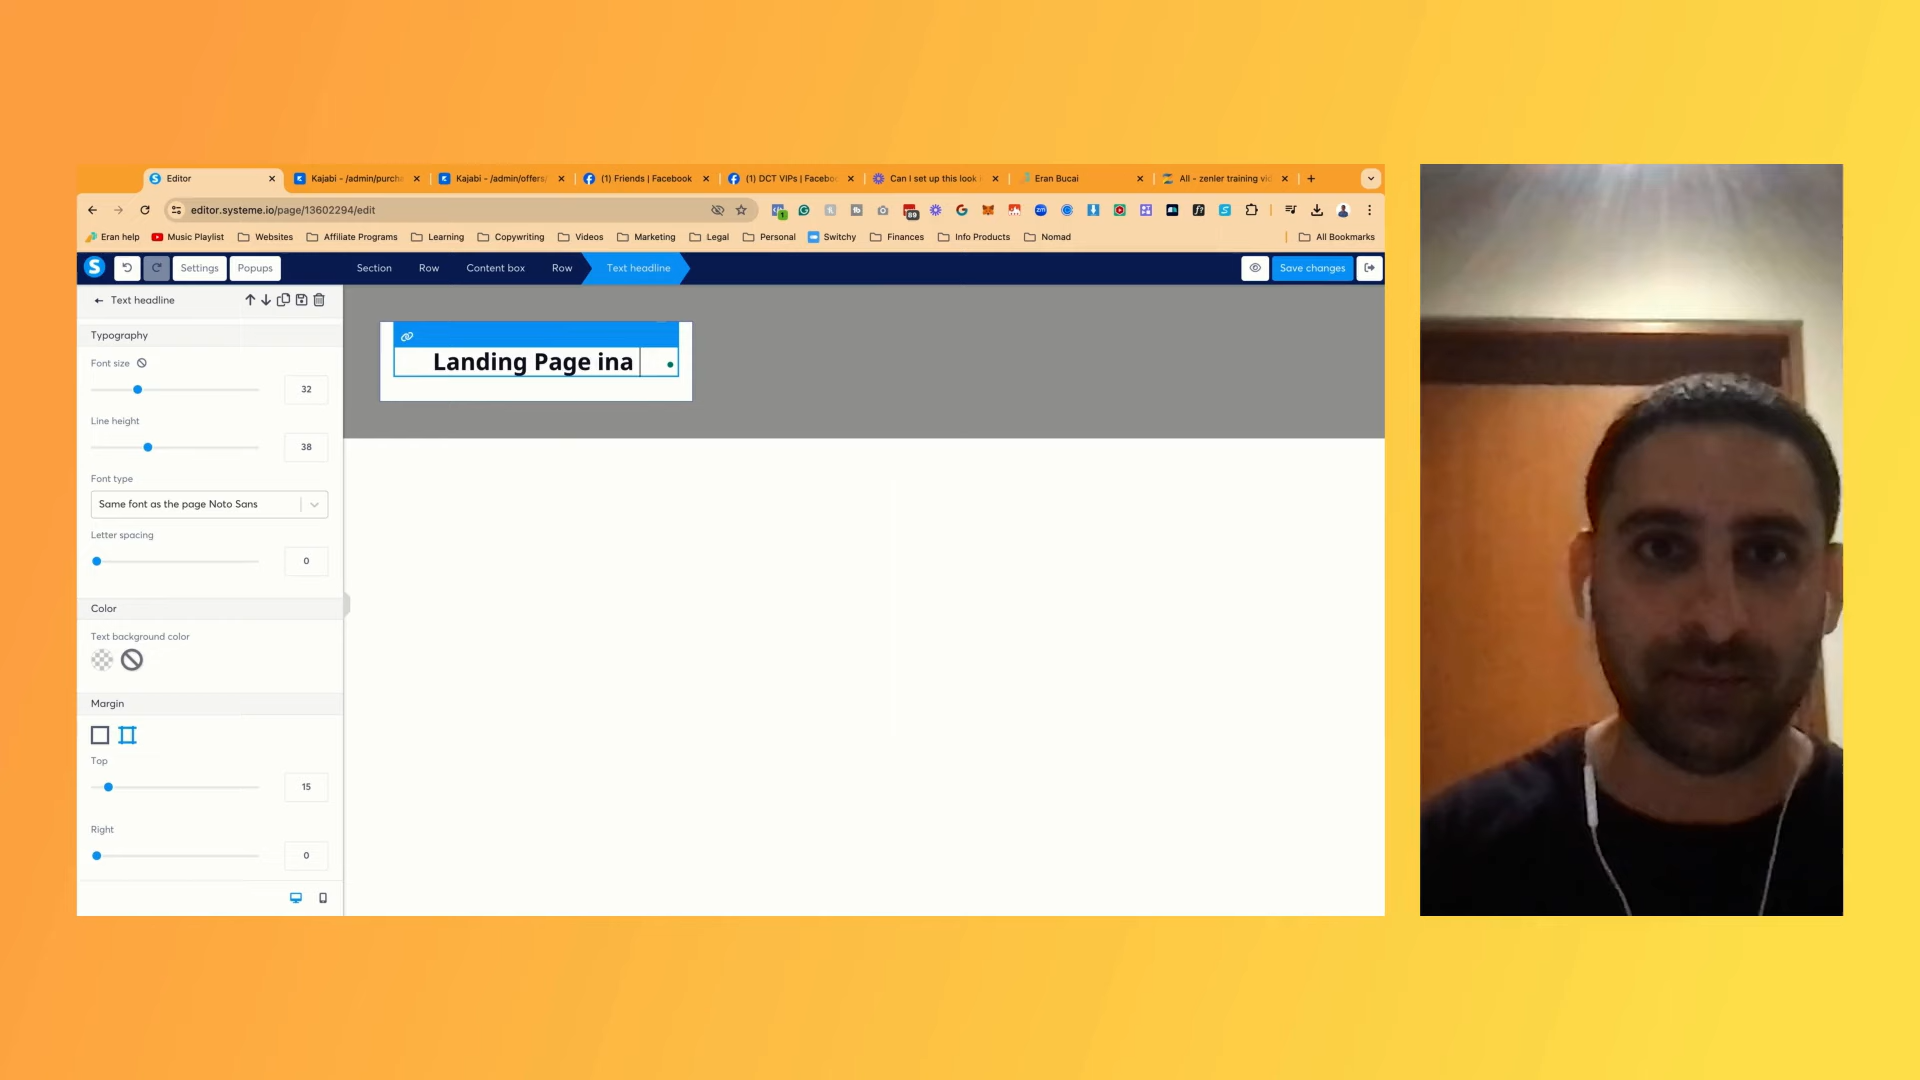 Editor
Kajabi - /admin/purcha
Kajabi - /admin/offers/
(1) Friends | Facebook
(1) DCT VIPs | Faceboo
Can I set up this look i
Eran Bucai
All - zenler training vid
editor.systeme.io/page/13602294/edit
Eran help
Music Playlist
Websites
Affiliate Programs
Learning
Copywriting
Videos
Marketing
Legal
Personal
Switchy
Finances
Info Products
Nomad
All Bookmarks
Settings
Popups
Section
Row
Content box
Row
Text headline
Save changes
Text headline
Typography
Font size
32
Line height
38
Font type
Same font as the page Noto Sans
Letter spacing
0
Color
Text background color
Margin
Top
15
Right
0
Landing Page ina